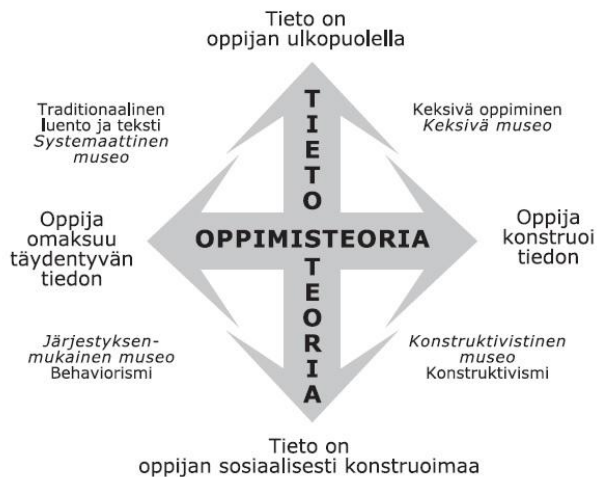 Tieto on
oppijan ulkopuolella
Traditionaalinen
luento ja teksti
Systemaattinen
museo
Keksivä oppiminen
Keksivä museo
TIETOSTEORIA
Oppija
omaksuu
täydentyvän
tiedon
OPPIMISTEORIA
Oppija
konstruoi
tiedon
Järjestyksen-
mukainen museo
Behaviorismi
Konstruktivistinen
museo
Konstruktivismi
Tieto on
oppijan sosiaalisesti konstruoimaa